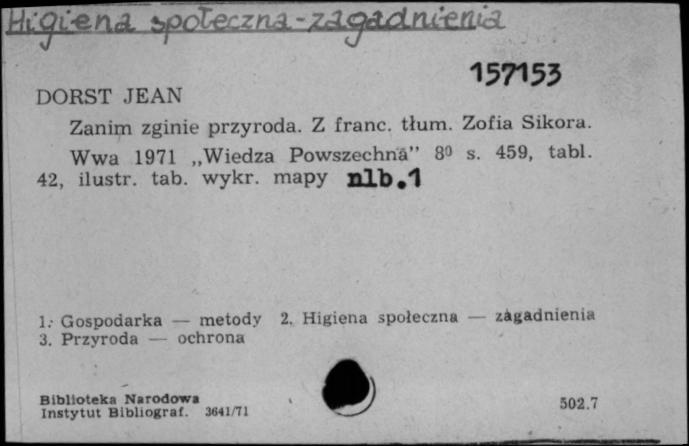 Higiena społeczna-zagadnienia
157153
DORST JEAN
Zanim zginie przyroda. Z franc. tłum. Zofia Sikora.
Wwa 1971 „Wiedza Powszechna" 8⁰ s. 459, tabl.
42, ilustr. tab. wykr. mapy nlb.1
1. Gospodarka — metody 2. Higiena społeczna — zagadnienia
3. Przyroda — ochrona
Biblioteka Narodowa
Instytut Bibliograf. 3641/71
502.7